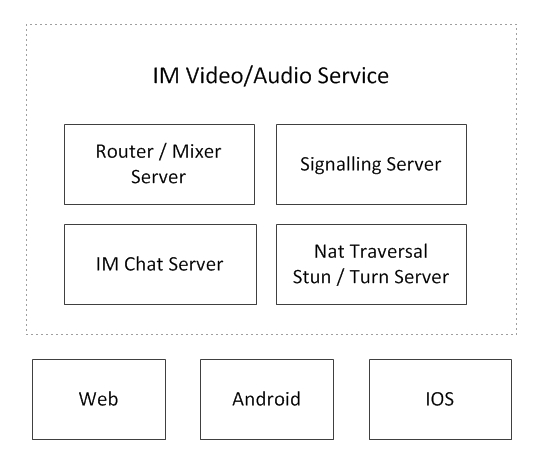 IM Video/Audio Service
Router / Mixer
Server
Signalling Server
IM Chat Server
Nat Traversal
Stun / Turn Server
Web
Android
IOS